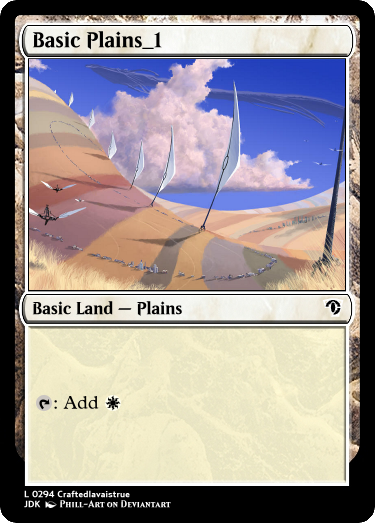 Basic Plains_1
Basic Land — Plains
: Add
L 0294 Craftedlavaistrue
JDK Phill-Art on Deviantart